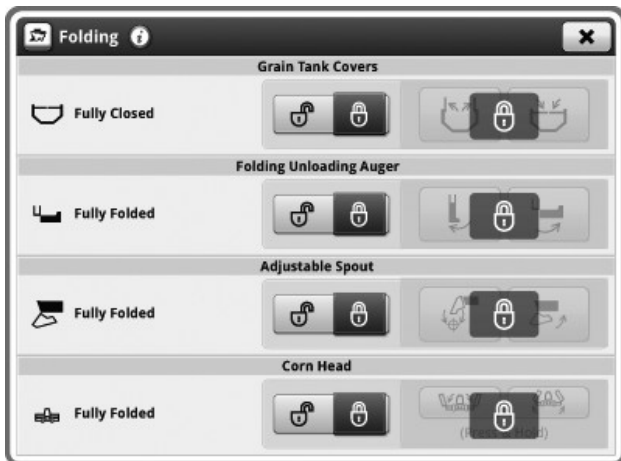 Folding
Grain Tank Covers
Fully Closed
Folding Unloading Auger
Fully Folded
Adjustable Spout
Fully Folded
Corn Head
Fully Folded